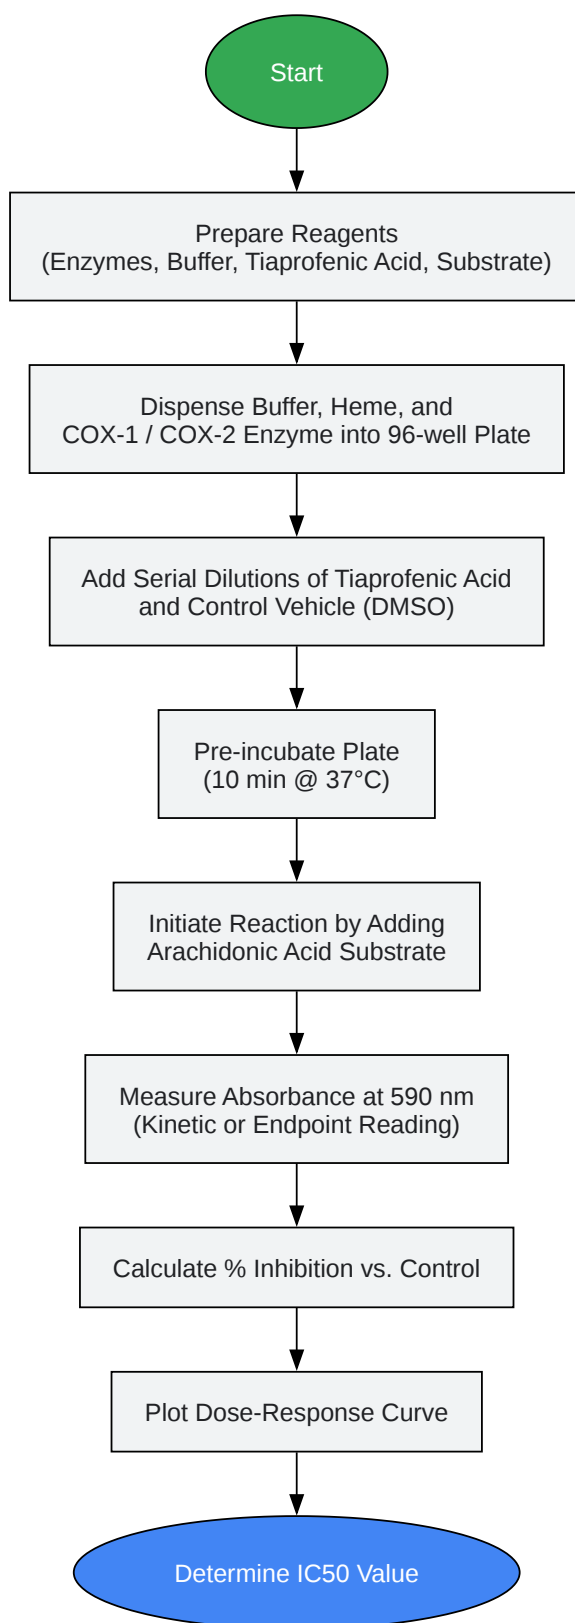 Start
Prepare Reagents
(Enzymes, Buffer, Tiaprofenic Acid, Substrate)
Dispense Buffer, Heme, and
COX-1 / COX-2 Enzyme into 96-well Plate
Add Serial Dilutions of Tiaprofenic Acid
and Control Vehicle (DMSO)
Pre-incubate Plate
(10 min @ 37°C)
Initiate Reaction by Adding
Arachidonic Acid Substrate
Measure Absorbance at 590 nm
(Kinetic or Endpoint Reading)
Calculate % Inhibition vs. Control
Plot Dose-Response Curve
Determine IC50 Value